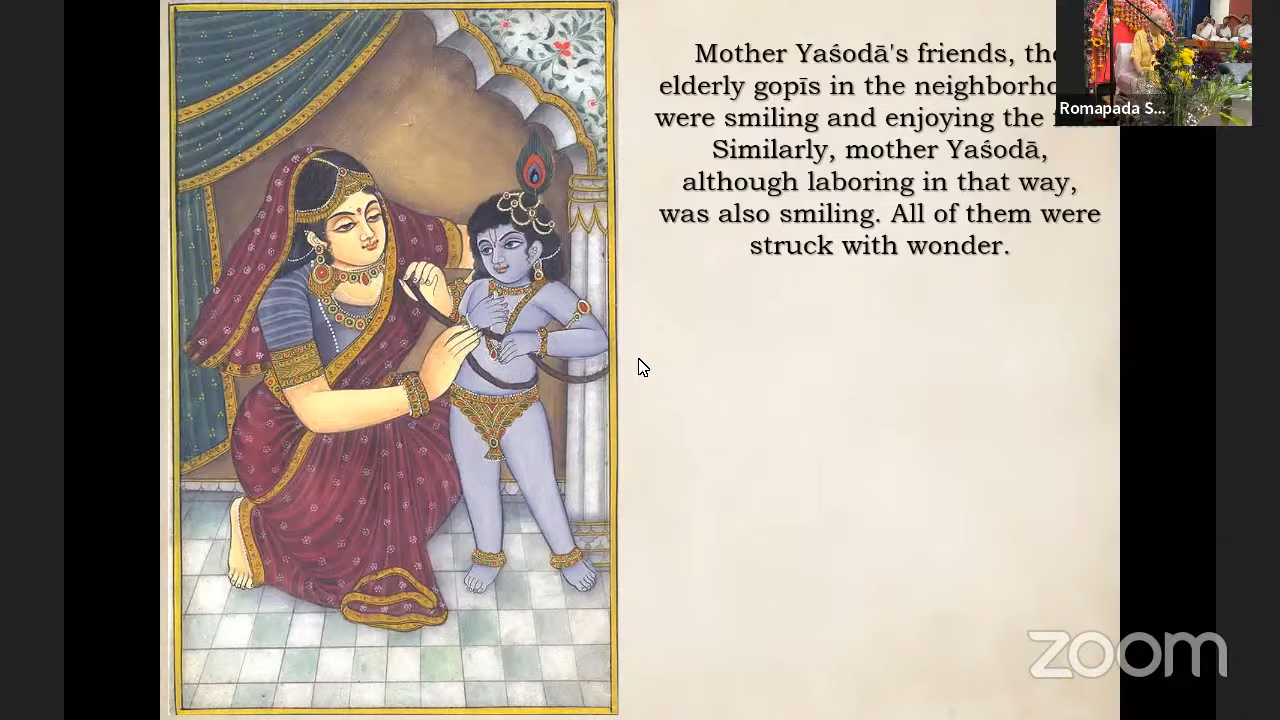 Mother Yaśodā's friends, the
elderly gopīs in the
were smiling and enjoying the
Similarly, mother Yaśodā,
although laboring in that way,
was also smiling. All of them were
struck with wonder.
Romapada S...
zoom